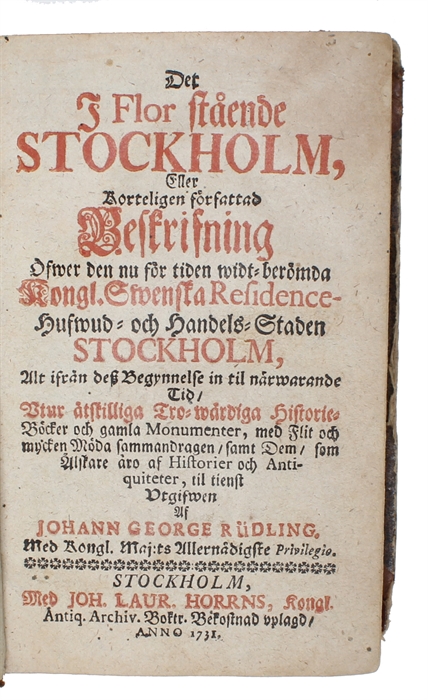 Det
I Flor stående
STOCKHOLM,
Eller
Korteligen författad
Beskrifning
Öfwer den nu för tiden widt-berömda
Kongl. Swenska Residence-
Hufwud- och Handels-Staden
STOCKHOLM,
Alt ifrån deß Begynnelse in til närwarande
Tid/
Utur åtskilliga Tro-wärdiga Historie-
Böcker och gamla Monumenter, med Flit och
mycken Möda sammandragen/ samt Dem/ som
Älskare äro af Historier och Anti-
quiteter, til tienst
Utgifwen
Af
JOHANN GEORGE RüDLING.
Med Kongl. Maj:ts Allernådigste Privilegio.
STOCKHOLM,
Med JOH. LAUR. HORRNS, Kongl.
Antiq. Archiv. Boktr. Bekostnad uplagd/
ANNO 1731.